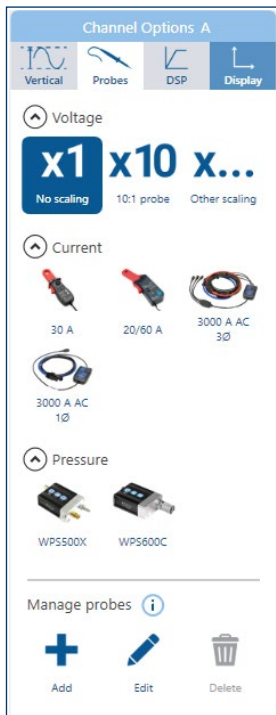 Channel Options A
Vertical Probes DSP Display
Voltage
x1 x10 x...
No scaling 10:1 probe Other scaling
Current
30 A 20/60 A 3000 A AC
3Ø
3000 A AC
1Ø
Pressure
WPS500X WPS600C
Manage probes i
Add Edit Delete